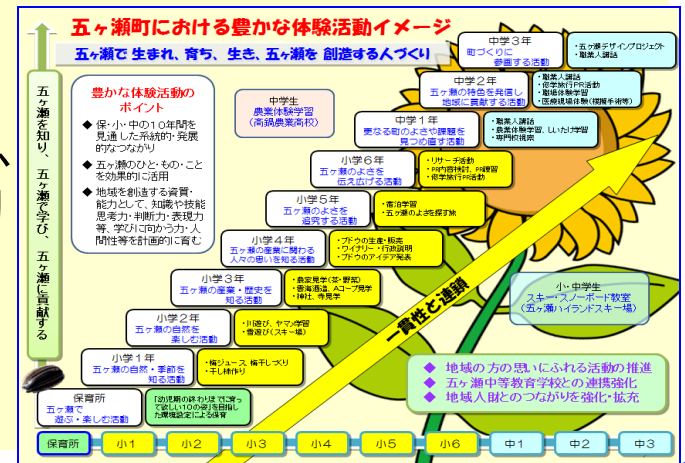 五ヶ瀬町における豊かな体験活動イメージ
五ヶ瀬で 生まれ、育ち、生き、五ヶ瀬を 創造する人づくり
五ヶ瀬を知り、五ヶ瀬で学び、五ヶ瀬に貢献する
豊かな体験活動の
ポイント
◆ 保・小・中の10年間を
見通した系統的・発展
的なつながり
◆ 五ヶ瀬のひと・もの・こと
を効果的に活用
◆ 地域を創造する資質・
能力として、知識や技能
思考力・判断力・表現力
等、学びに向かう力・人
間性等を計画的に育む
中学生
農業体験学習
(高鍋農業高校)
中学3年
町づくりに
参画する活動
・五ヶ瀬デザインプロジェクト
・職業人講話
中学2年
五ヶ瀬の特色を発信し
地域に貢献する活動
・職業人講話
・修学旅行PR活動
・職場体験学習
・医療現場体験(模擬手術等)
中学1年
更なる町のよさや課題を
見つめ直す活動
・職業人講話
・農業体験学習、しいたけ学習
・専門校視察
小学6年
五ヶ瀬のよさを
伝え広げる活動
・リサーチ活動
・PR内容検討、PR練習
・修学旅行PR活動
小学5年
五ヶ瀬のよさを
追究する活動
・宿泊学習
・五ヶ瀬のよさを探す旅
小学4年
五ヶ瀬の産業に関わる
人々の思いを知る活動
・ブドウの生産・販売
・ワイナリー・行政説明
・ブドウのアイデア発表
小学3年
五ヶ瀬の産業・歴史を
知る活動
・農家見学(茶・野菜)
・雲海酒造、Aコープ見学
・神社、寺見学
小学2年
五ヶ瀬の自然を
楽しむ活動
・川遊び、ヤマメ学習
・雪遊び(スキー場)
小学1年
五ヶ瀬の自然・季節を
知る活動
・梅ジュース、梅干しづくり
・干し柿作り
保育所
五ヶ瀬で
遊ぶ・楽しむ活動
「幼児期の終わりまでに育っ
て欲しい10の姿」を目指し
た環境設定による保育
一貫性と連鎖
小・中学生
スキー・スノーボード教室
(五ヶ瀬ハイランドスキー場)
◆ 地域の方の思いにふれる活動の推進
◆ 五ヶ瀬中等教育学校との連携強化
◆ 地域人財とのつながりを強化・拡充
保育所 小1 小2 小3 小4 小5 小6 中1 中2 中3